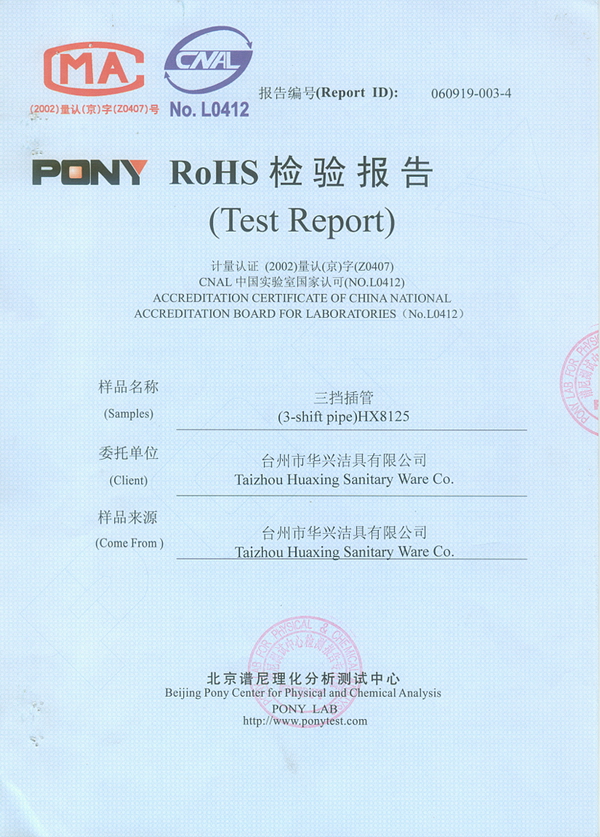 CMA
CNAL
(2002)量认(京)字(Z0407)号
No. L0412
报告编号(Report ID): 060919-003-4
PONY RoHS 检验报告
(Test Report)
计量认证 (2002)量认(京)字(Z0407)
CNAL 中国实验室国家认可(NO.L0412)
ACCREDITATION CERTIFICATE OF CHINA NATIONAL
ACCREDITATION BOARD FOR LABORATORIES（No.L0412）
样品名称
(Samples)
三挡插管
(3-shift pipe)HX8125
委托单位
(Client)
台州市华兴洁具有限公司
Taizhou Huaxing Sanitary Ware Co.
样品来源
(Come From )
台州市华兴洁具有限公司
Taizhou Huaxing Sanitary Ware Co.
北京谱尼理化分析测试中心
Beijing Pony Center for Physical and Chemical Analysis
PONY LAB
http://www.ponytest.com